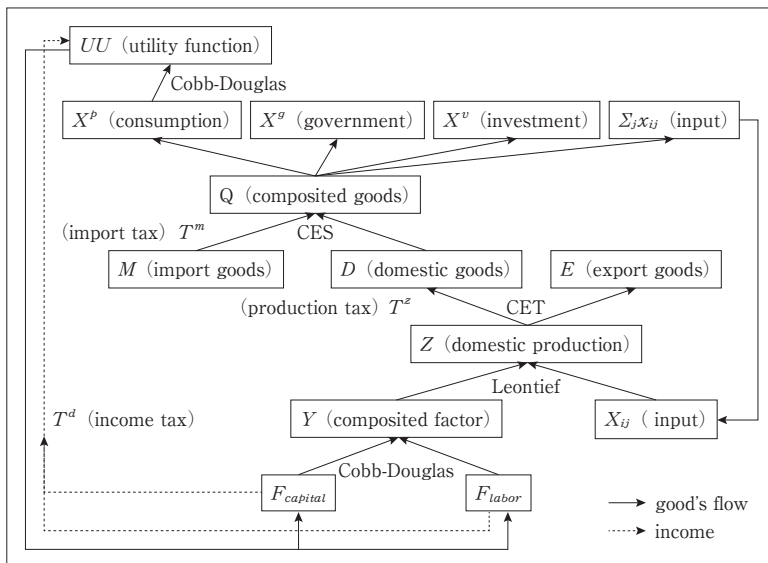 UU (utility function)
Cobb-Douglas
X^p (consumption)
X^g (government)
X^v (investment)
Σ_j x_ij (input)
Q (composited goods)
(import tax) T^m
CES
M (import goods)
D (domestic goods)
E (export goods)
(production tax) T^z
CET
Z (domestic production)
Leontief
T^d (income tax)
Y (composited factor)
X_ij ( input)
Cobb-Douglas
F_capital
F_labor
good's flow
income